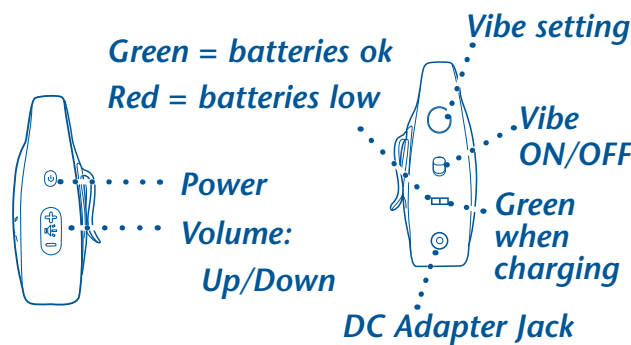 Vibe setting
Green = batteries ok
Red = batteries low
Vibe
ON/OFF
Power
Green
when
charging
Volume:
Up/Down
DC Adapter Jack